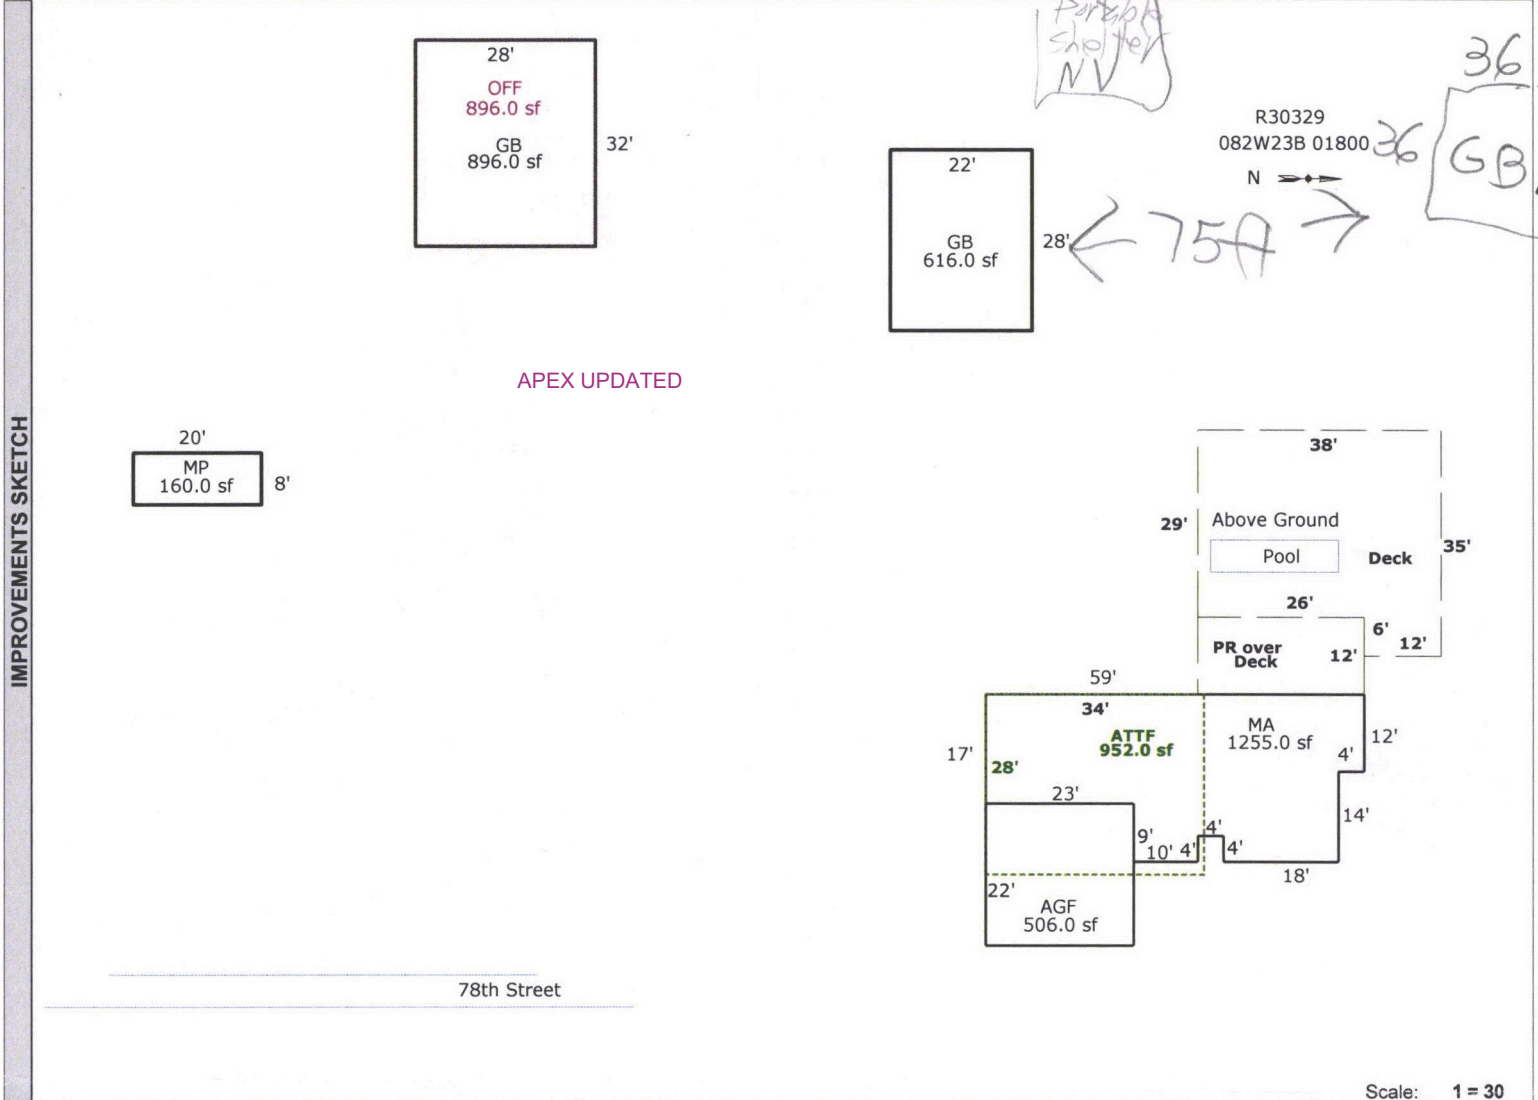 IMPROVEMENTS SKETCH
28'
OFF
896.0 sf
GB
896.0 sf
32'
Portable
Shelter
NV
36
R30329
082W23B 01800
36
GB
N
22'
GB
616.0 sf
28'
75ft
APEX UPDATED
20'
MP
160.0 sf
8'
38'
29'
Above Ground
Pool
Deck
35'
26'
6'
12'
12'
PR over
Deck
59'
34'
ATTF
952.0 sf
MA
1255.0 sf
12'
4'
17'
28'
23'
14'
9'
10'
4'
4'
4'
18'
22'
AGF
506.0 sf
78th Street
Scale: 1 = 30